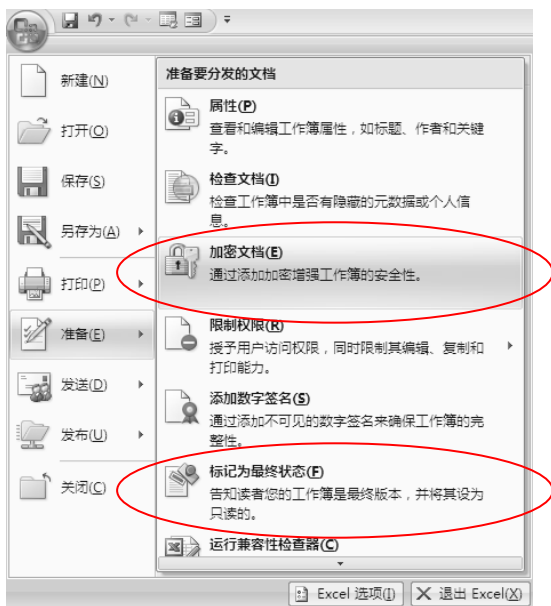 新建(N)
打开(O)
保存(S)
另存为(A)
打印(P)
准备(E)
发送(D)
发布(U)
关闭(C)
准备要分发的文档
属性(P)
查看和编辑工作簿属性，如标题、作者和关键
字。
检查文档(I)
检查工作簿中是否有隐藏的元数据或个人信
息。
加密文档(E)
通过添加加密增强工作簿的安全性。
限制权限(R)
授予用户访问权限，同时限制其编辑、复制和
打印能力。
添加数字签名(S)
通过添加不可见的数字签名来确保工作簿的完
整性。
标记为最终状态(F)
告知读者您的工作簿是最终版本，并将其设为
只读的。
运行兼容性检查器(C)
Excel 选项(I)
退出 Excel(X)